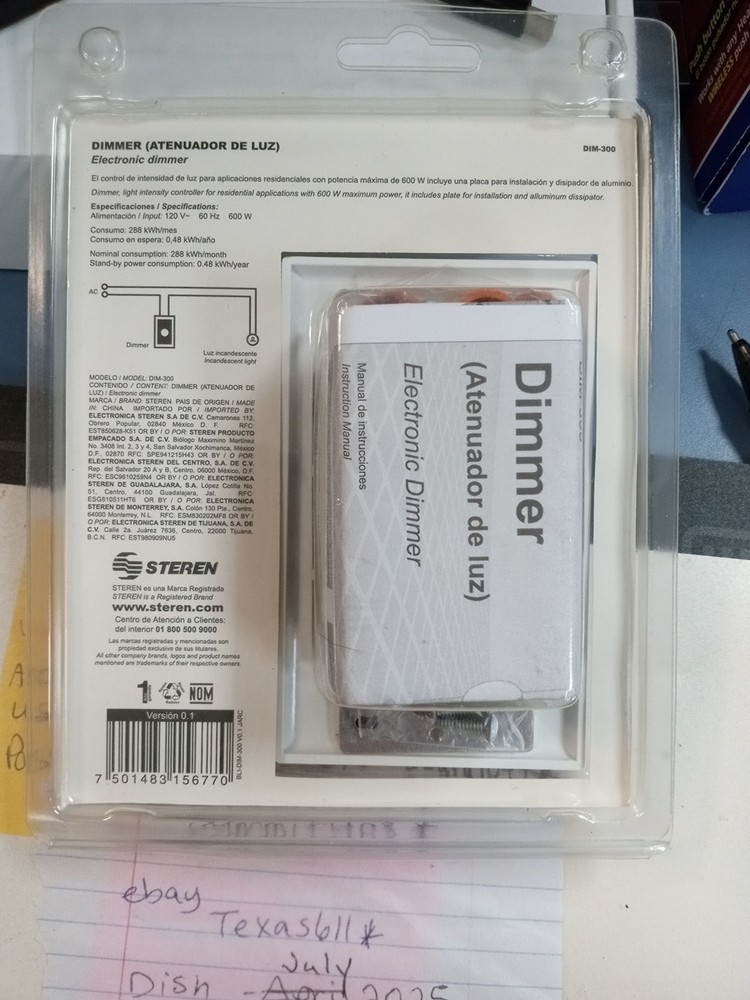 Push button
Works with any Hea
WIRELESS push
DIMMER (ATENUADOR DE LUZ)
DIM-300
Electronic dimmer
El control de intensidad de luz para aplicaciones residenciales con potencia máxima de 600 W incluye una placa para instalación y disipador de aluminio.
Dimmer, light intensity controller for residential applications with 600 W maximum power, it includes plate for installation and alluminum dissipator.
Especificaciones / Specifications:
Alimentación / Input: 120 V~ 60 Hz 600 W
Consumo: 288 kWh/mes
Consumo en espera: 0,48 kWh/año
Nominal consumption: 288 kWh/month
Stand-by power consumption: 0.48 kWh/year
AC
Dimmer
Luz incandescente
Incandescent light
MODELO / MODEL: DIM-300
CONTENIDO / CONTENT: DIMMER (ATENUADOR DE
LUZ) / Electronic dimmer
MARCA / BRAND: STEREN. PAIS DE ORIGEN / MADE
IN: CHINA IMPORTADO POR / IMPORTED BY:
ELECTRONICA STEREN S.A DE C.V. Camarones 112,
Obrero Popular, 02840 México D. F. RFC:
EST850628-K51 OR BY / O POR: STEREN PRODUCTO
EMPACADO S.A. DE C.V. Biólogo Maximino Martínez
No. 3408 Int. 2, 3 y 4, San Salvador Xochimanca, México
D.F. 02870 RFC: SPE941215H43 OR BY / O POR:
ELECTRONICA STEREN DEL CENTRO, S.A. DE C.V.
Rep. del Salvador 20 A y B, Centro, 06000 México, D.F.
RFC: ESC9610259N4 OR BY / O POR: ELECTRONICA
STEREN DE GUADALAJARA, S.A. López Cotilla No.
51, Centro, 44100 Guadalajara, Jal. RFC:
ESG810511HT6 OR BY / O POR: ELECTRONICA
STEREN DE MONTERREY, S.A. Colón 130 Pte., Centro,
64000 Monterrey, N.L. RFC: ESM830202MF8 OR BY /
O POR: ELECTRONICA STEREN DE TIJUANA, S.A. DE
C.V. Calle 2a. Juárez 7636, Centro, 22000 Tijuana,
B.C.N. RFC: EST980909NU5
STEREN
STEREN es una Marca Registrada
STEREN is a Registered Brand
www.steren.com
Centro de Atención a Clientes:
del interior 01 800 500 9000
Las marcas registradas y mencionadas son
propiedad exclusiva de sus titulares.
All other company brands, logos and product names
mentioned are trademarks of their respective owners.
1
NOM
Versión 0.1
7 501483 156770
BLI-DIM-300 V0.1 JARC
Dimmer
(Atenuador de luz)
Electronic Dimmer
Manual de instrucciones
Instruction Manual
ebay
Texas611*
July
Dish - April 2025